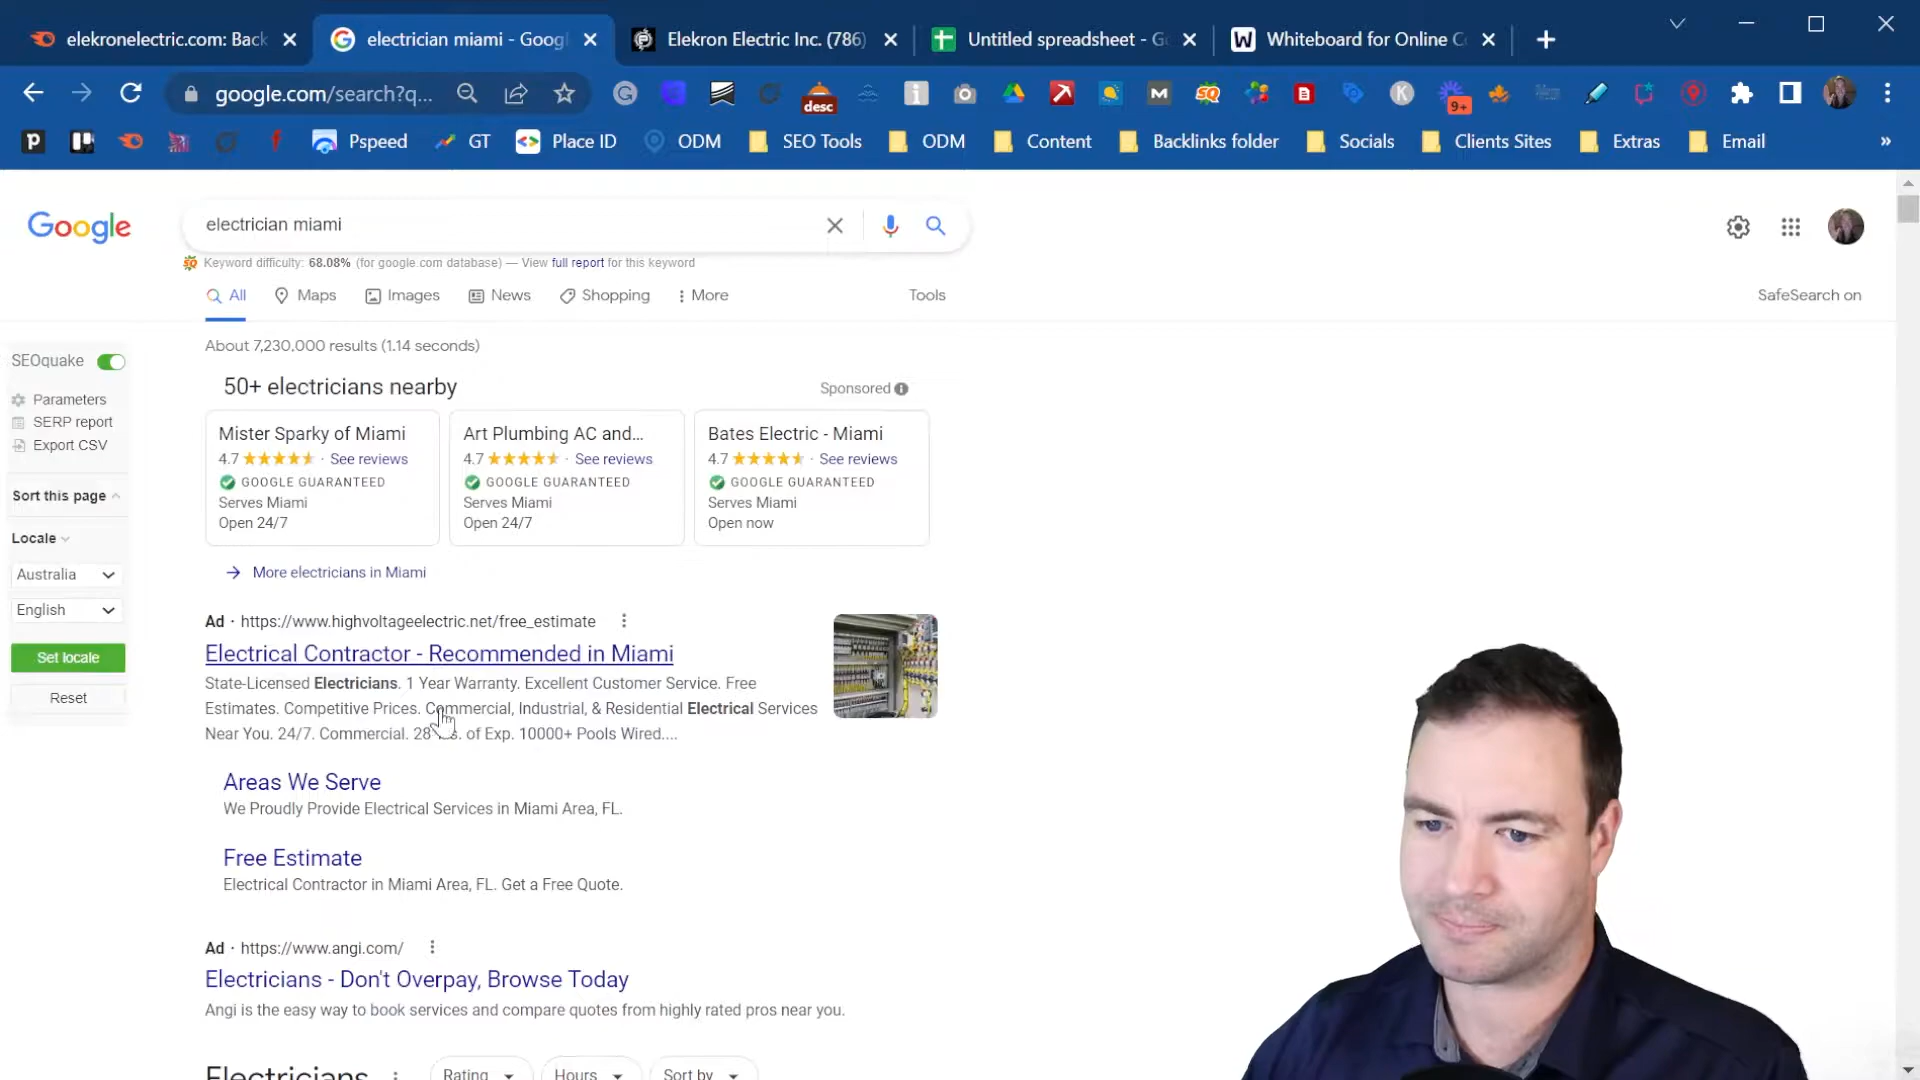 elekronelectric.com: Back
electrician miami - Goog
Elekron Electric Inc. (786)
Untitled spreadsheet - Go
Whiteboard for Online Co
google.com/search?q...
desc
9+
Pspeed
GT
Place ID
ODM
SEO Tools
ODM
Content
Backlinks folder
Socials
Clients Sites
Extras
Email
»
Google
electrician miami
Keyword difficulty: 68.08% (for google.com database) — View full report for this keyword
All
Maps
Images
News
Shopping
More
Tools
SafeSearch on
About 7,230,000 results (1.14 seconds)
SEOquake
Parameters
SERP report
Export CSV
Sort this page
Locale
Australia
English
Set locale
Reset
50+ electricians nearby
Sponsored
Mister Sparky of Miami
4.7 · See reviews
GOOGLE GUARANTEED
Serves Miami
Open 24/7
Art Plumbing AC and...
4.7 · See reviews
GOOGLE GUARANTEED
Serves Miami
Open 24/7
Bates Electric - Miami
4.7 · See reviews
GOOGLE GUARANTEED
Serves Miami
Open now
More electricians in Miami
Ad · https://www.highvoltageelectric.net/free_estimate
Electrical Contractor - Recommended in Miami
State-Licensed Electricians. 1 Year Warranty. Excellent Customer Service. Free
Estimates. Competitive Prices. Commercial, Industrial, & Residential Electrical Services
Near You. 24/7. Commercial. 28 of Exp. 10000+ Pools Wired....
Areas We Serve
We Proudly Provide Electrical Services in Miami Area, FL.
Free Estimate
Electrical Contractor in Miami Area, FL. Get a Free Quote.
Ad · https://www.angi.com/
Electricians - Don't Overpay, Browse Today
Angi is the easy way to book services and compare quotes from highly rated pros near you.
Electricians
Rating
Hours
Sort by